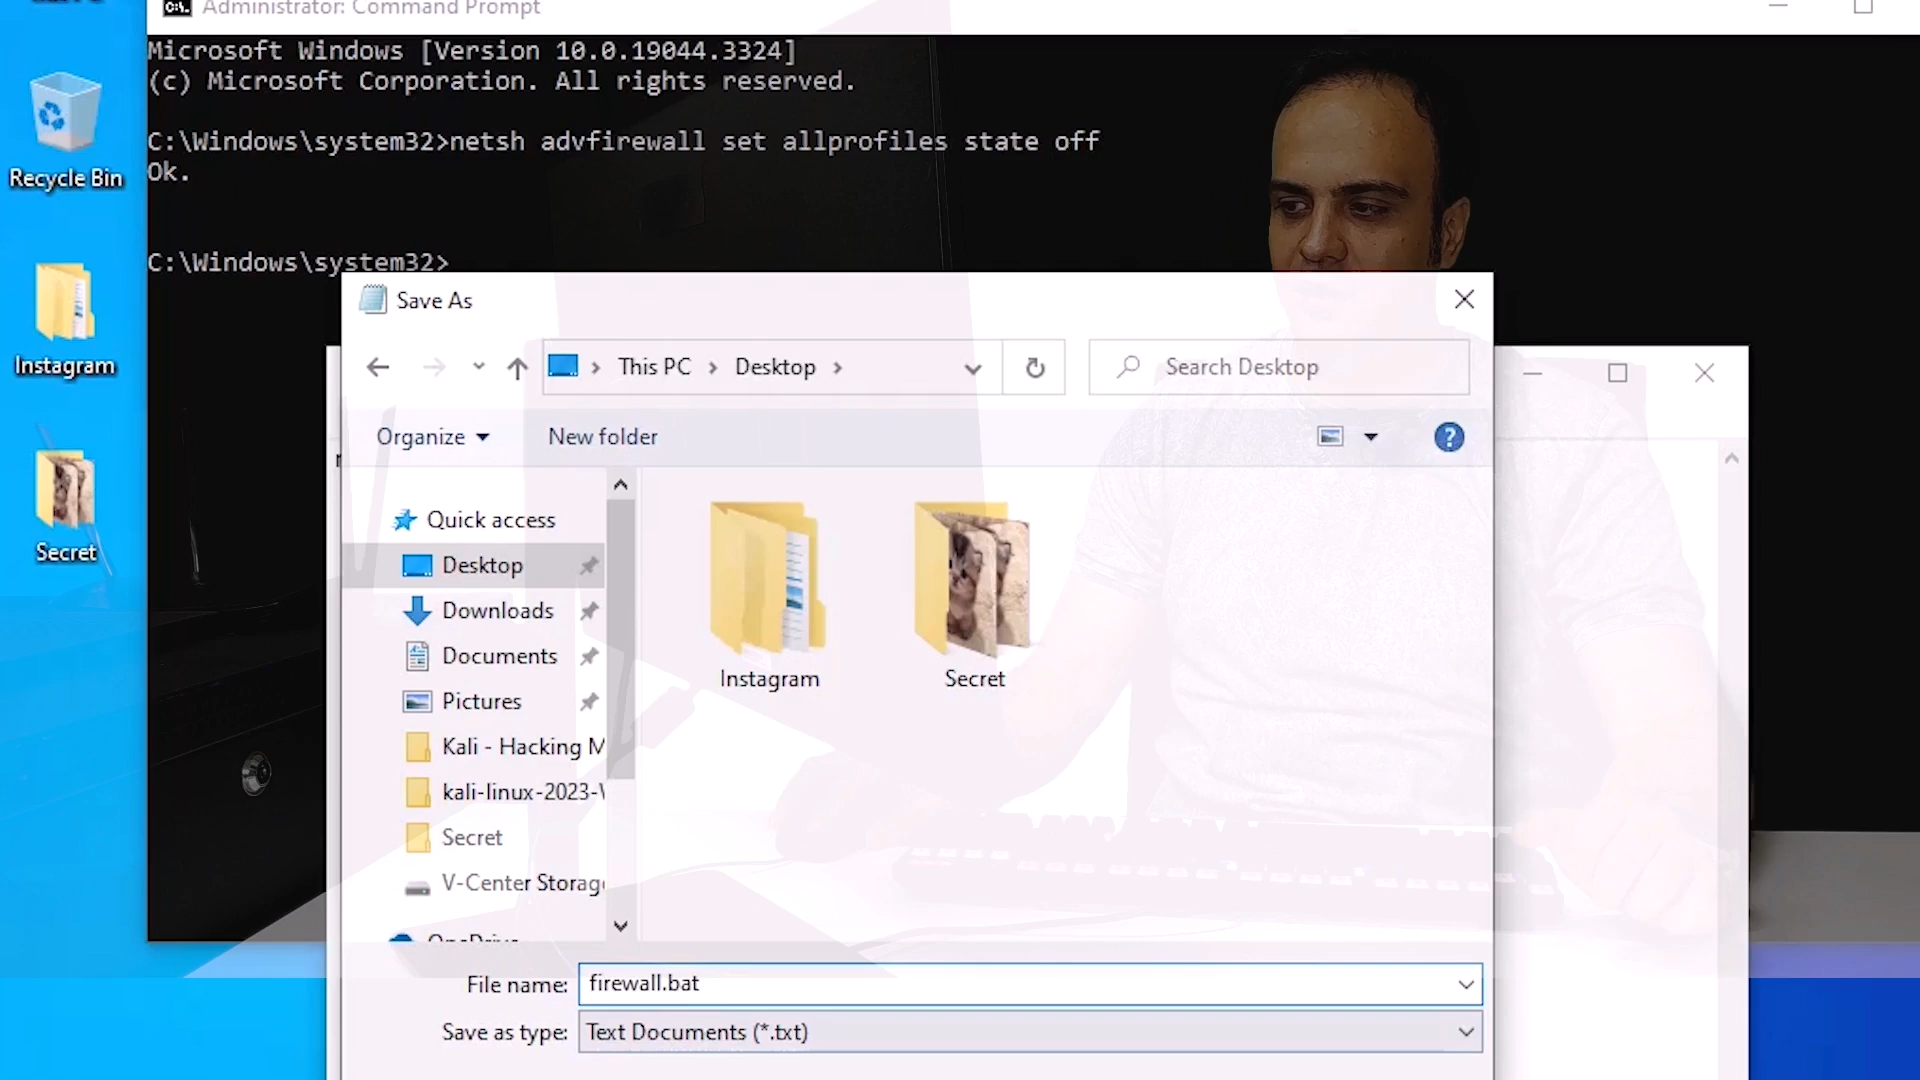 Administrator: Command Prompt
Microsoft Windows [Version 10.0.19044.3324]
(c) Microsoft Corporation. All rights reserved.
C:\Windows\system32>netsh advfirewall set allprofiles state off
Ok.
C:\Windows\system32>
Recycle Bin
Instagram
Secret
Save As
This PC > Desktop >
Search Desktop
Organize
New folder
Quick access
Desktop
Downloads
Documents
Pictures
Kali - Hacking M
kali-linux-2023-
Secret
V-Center Storag
OneDrive
Instagram
Secret
File name: firewall.bat
Save as type: Text Documents (*.txt)